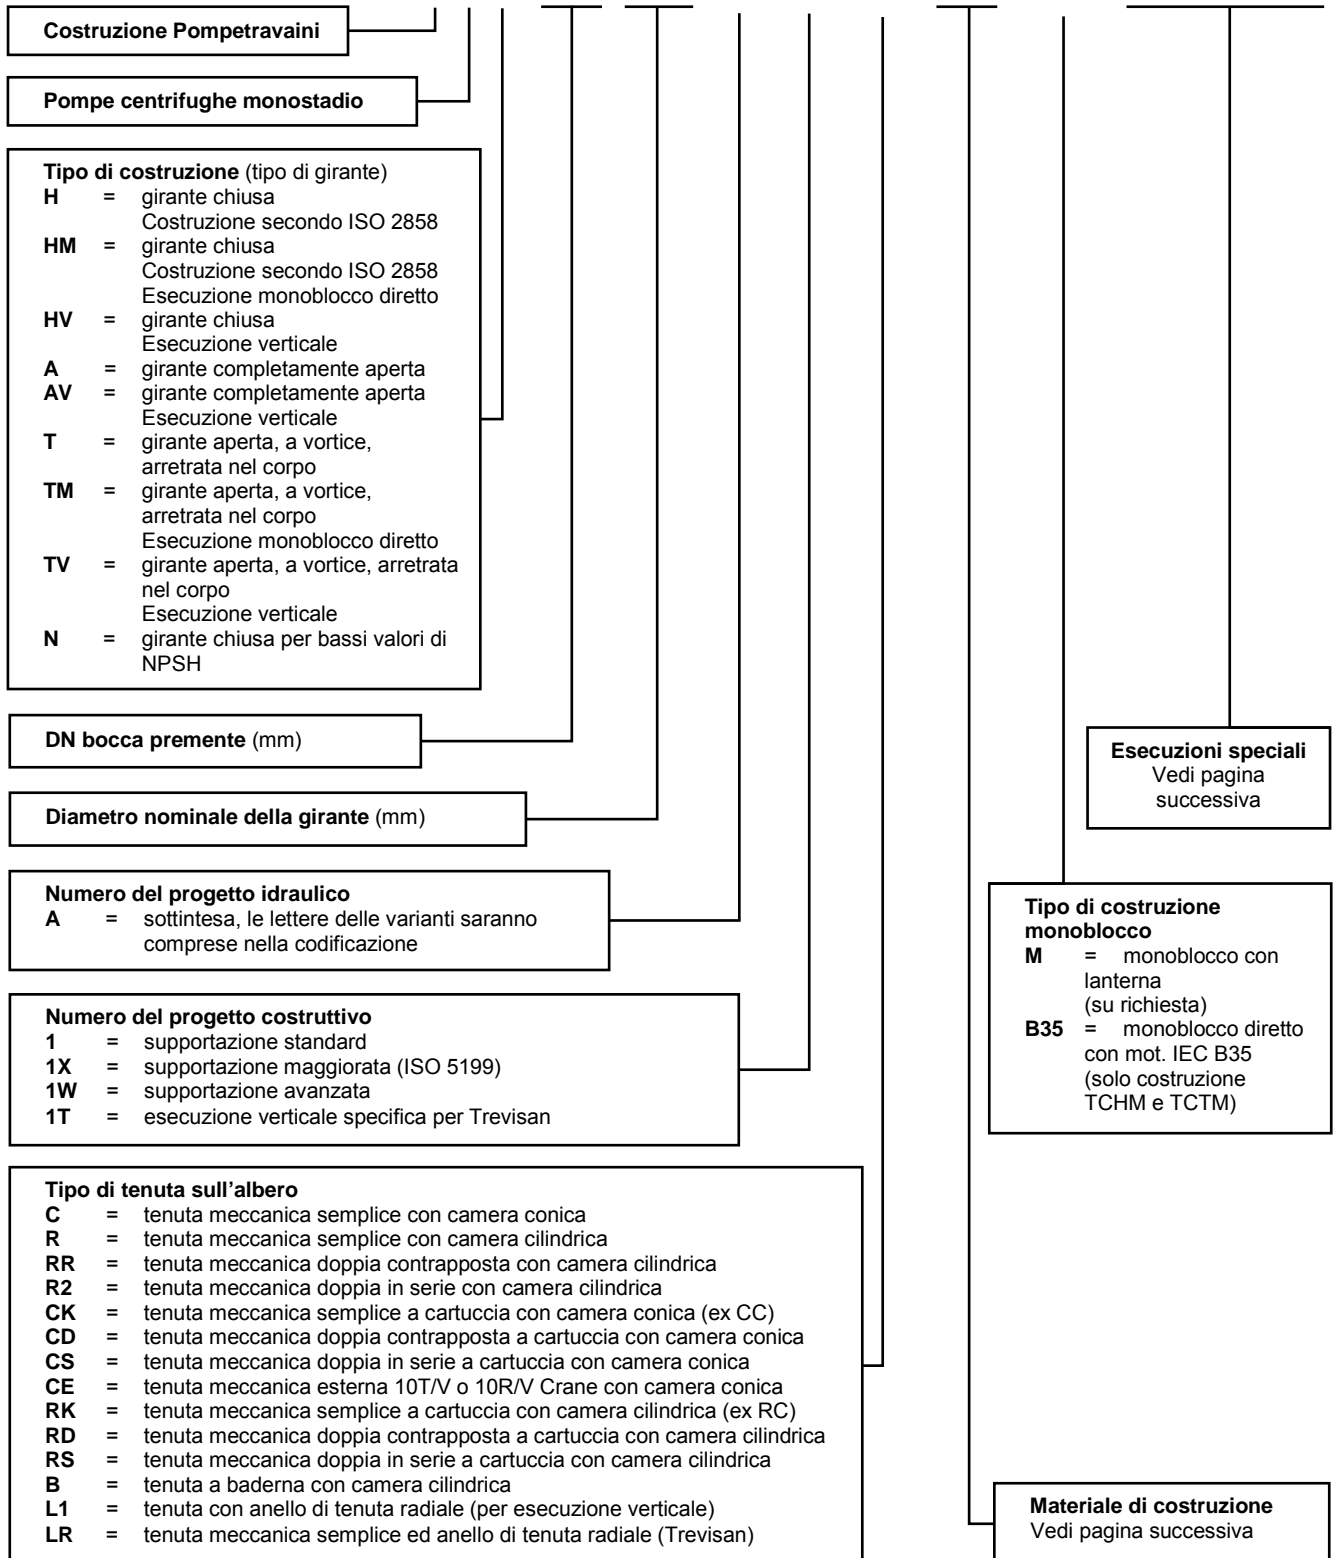 Costruzione Pompetravaini
Pompe centrifughe monostadio
Tipo di costruzione (tipo di girante)
H = girante chiusa
Costruzione secondo ISO 2858
HM = girante chiusa
Costruzione secondo ISO 2858
Esecuzione monoblocco diretto
HV = girante chiusa
Esecuzione verticale
A = girante completamente aperta
AV = girante completamente aperta
Esecuzione verticale
T = girante aperta, a vortice,
arretrata nel corpo
TM = girante aperta, a vortice,
arretrata nel corpo
Esecuzione monoblocco diretto
TV = girante aperta, a vortice, arretrata
nel corpo
Esecuzione verticale
N = girante chiusa per bassi valori di
NPSH
DN bocca premente (mm)
Esecuzioni speciali
Vedi pagina
successiva
Diametro nominale della girante (mm)
Numero del progetto idraulico
A = sottintesa, le lettere delle varianti saranno
comprese nella codificazione
Tipo di costruzione
monoblocco
M = monoblocco con
lanterna
(su richiesta)
B35 = monoblocco diretto
con mot. IEC B35
(solo costruzione
TCHM e TCTM)
Numero del progetto costruttivo
1 = supportazione standard
1X = supportazione maggiorata (ISO 5199)
1W = supportazione avanzata
1T = esecuzione verticale specifica per Trevisan
Tipo di tenuta sull'albero
C = tenuta meccanica semplice con camera conica
R = tenuta meccanica semplice con camera cilindrica
RR = tenuta meccanica doppia contrapposta con camera cilindrica
R2 = tenuta meccanica doppia in serie con camera cilindrica
CK = tenuta meccanica semplice a cartuccia con camera conica (ex CC)
CD = tenuta meccanica doppia contrapposta a cartuccia con camera conica
CS = tenuta meccanica doppia in serie a cartuccia con camera conica
CE = tenuta meccanica esterna 10T/V o 10R/V Crane con camera conica
RK = tenuta meccanica semplice a cartuccia con camera cilindrica (ex RC)
RD = tenuta meccanica doppia contrapposta a cartuccia con camera cilindrica
RS = tenuta meccanica doppia in serie a cartuccia con camera cilindrica
B = tenuta a baderna con camera cilindrica
L1 = tenuta con anello di tenuta radiale (per esecuzione verticale)
LR = tenuta meccanica semplice ed anello di tenuta radiale (Trevisan)
Materiale di costruzione
Vedi pagina successiva